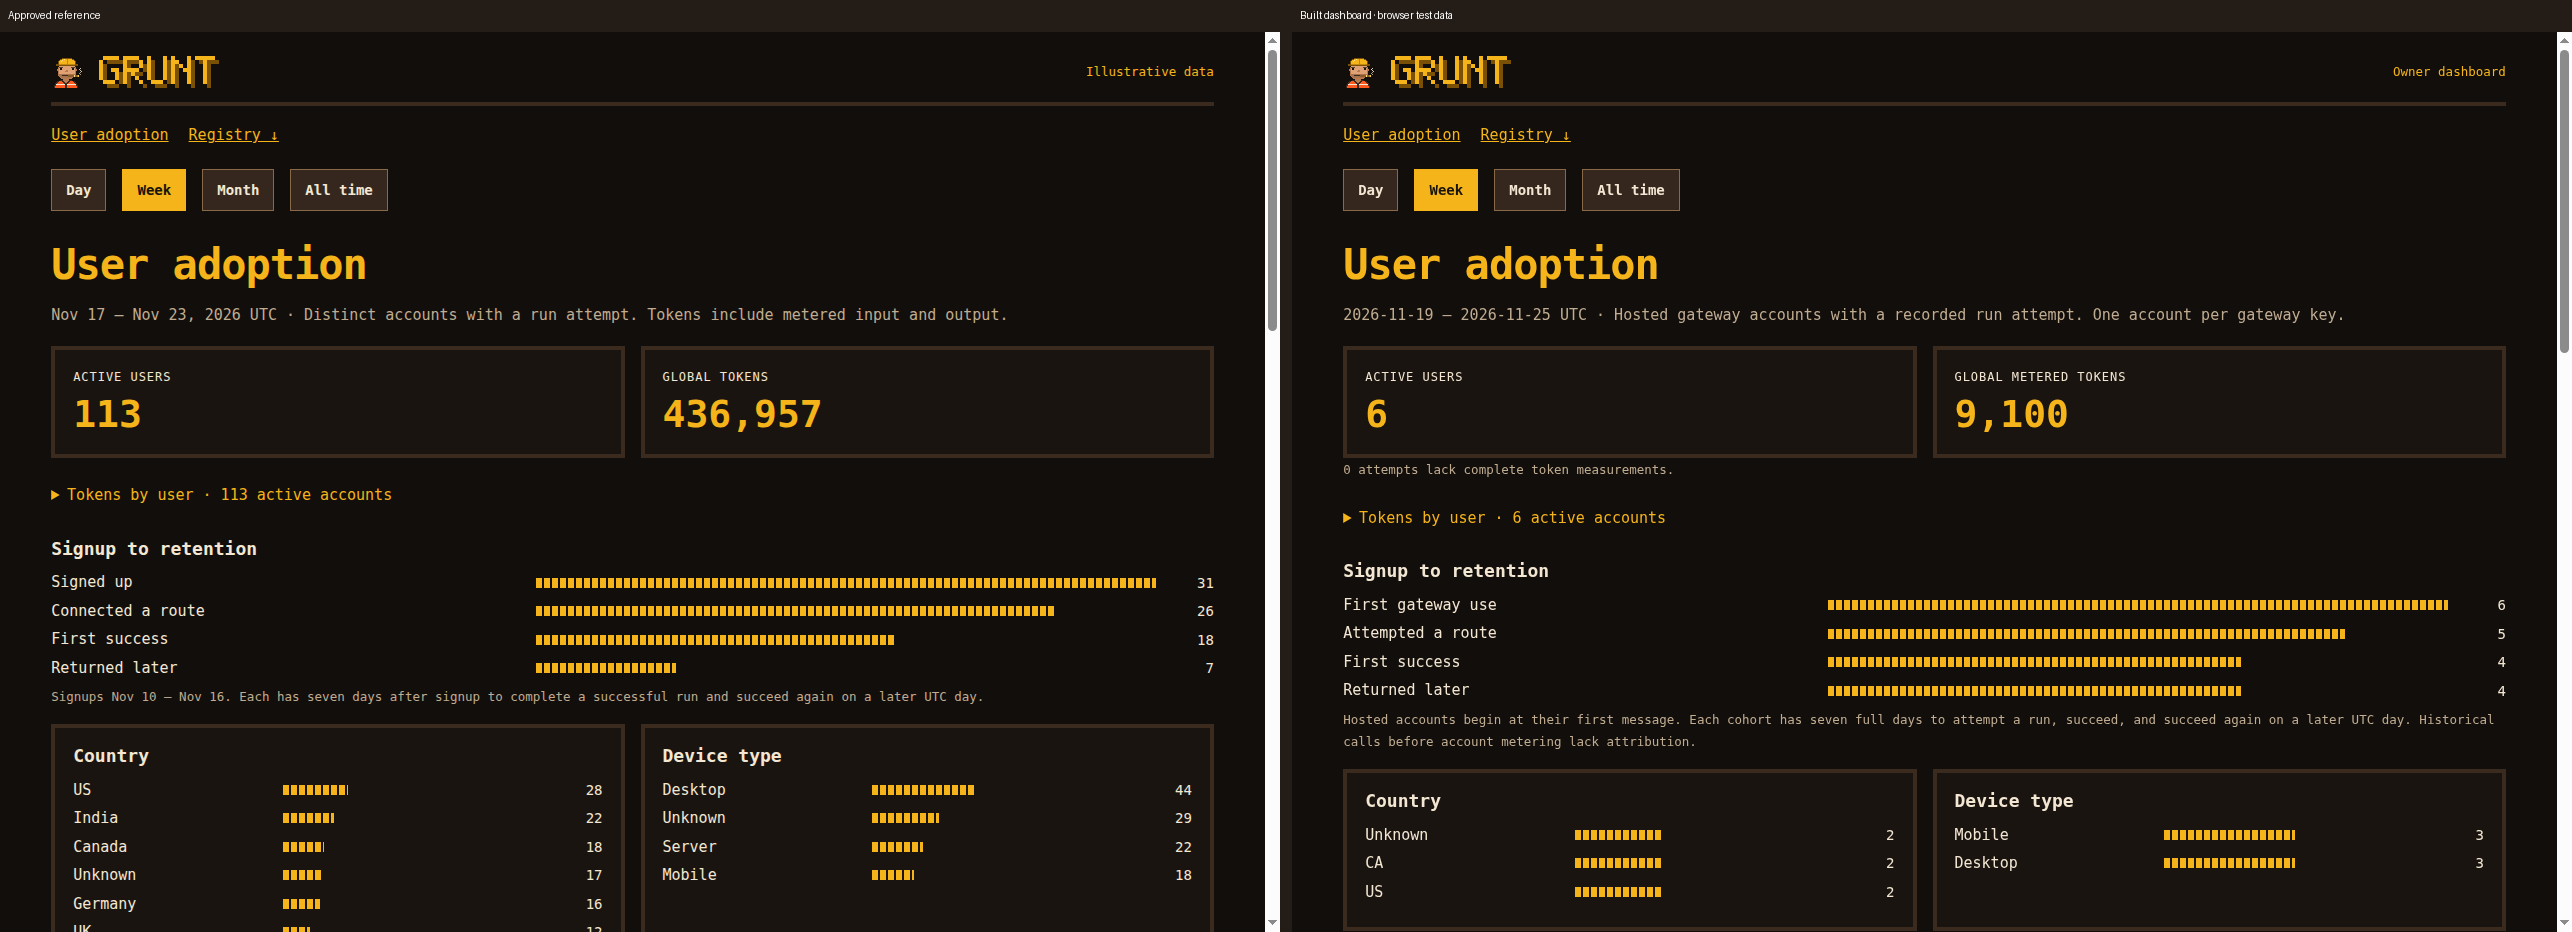 Approved reference
GRUNT
Illustrative data
User adoption Registry ↓
Day Week Month All time
User adoption
Nov 17 — Nov 23, 2026 UTC · Distinct accounts with a run attempt. Tokens include metered input and output.
ACTIVE USERS
113
GLOBAL TOKENS
436,957
▶ Tokens by user · 113 active accounts
Signup to retention
Signed up 31
Connected a route 26
First success 18
Returned later 7
Signups Nov 10 — Nov 16. Each has seven days after signup to complete a successful run and succeed again on a later UTC day.
Country
US 28
India 22
Canada 18
Unknown 17
Germany 16
UK 12
Device type
Desktop 44
Unknown 29
Server 22
Mobile 18
Built dashboard · browser test data
GRUNT
Owner dashboard
User adoption Registry ↓
Day Week Month All time
User adoption
2026-11-19 — 2026-11-25 UTC · Hosted gateway accounts with a recorded run attempt. One account per gateway key.
ACTIVE USERS
6
GLOBAL METERED TOKENS
9,100
0 attempts lack complete token measurements.
▶ Tokens by user · 6 active accounts
Signup to retention
First gateway use 6
Attempted a route 5
First success 4
Returned later 4
Hosted accounts begin at their first message. Each cohort has seven full days to attempt a run, succeed, and succeed again on a later UTC day. Historical
calls before account metering lack attribution.
Country
Unknown 2
CA 2
US 2
Device type
Mobile 3
Desktop 3